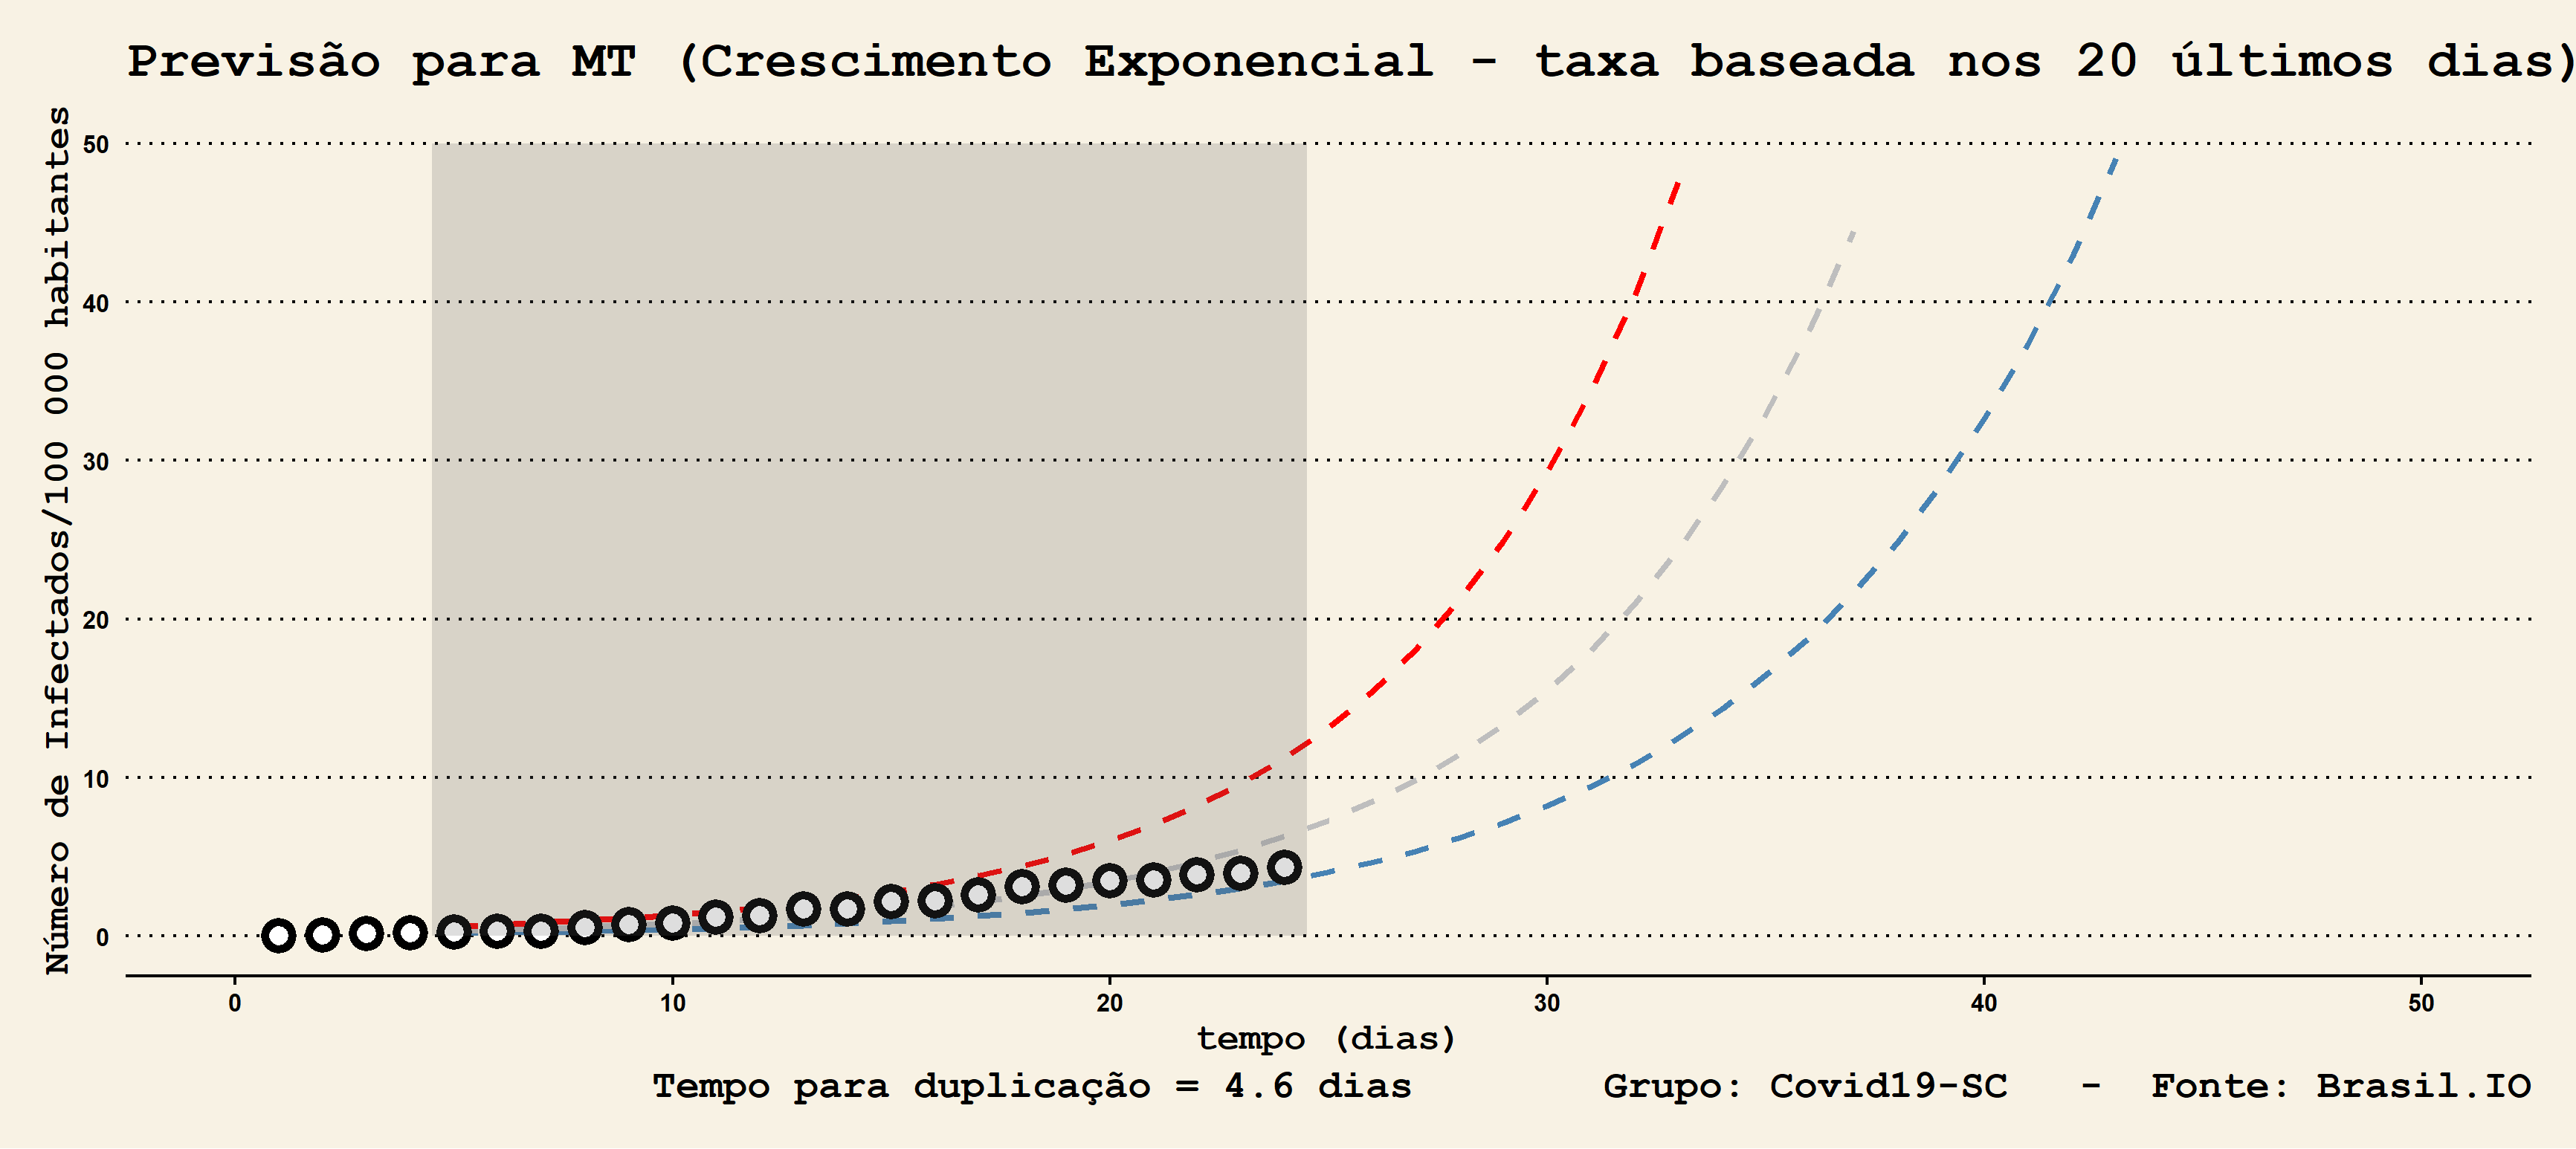 Previsão para MT (Crescimento Exponencial - taxa baseada nos 20 últimos dias)
Número de Infectados/100 000 habitantes
50
40
30
20
10
0
0 10 20 30 40 50
tempo (dias)
Tempo para duplicação = 4.6 dias Grupo: Covid19-SC - Fonte: Brasil.IO